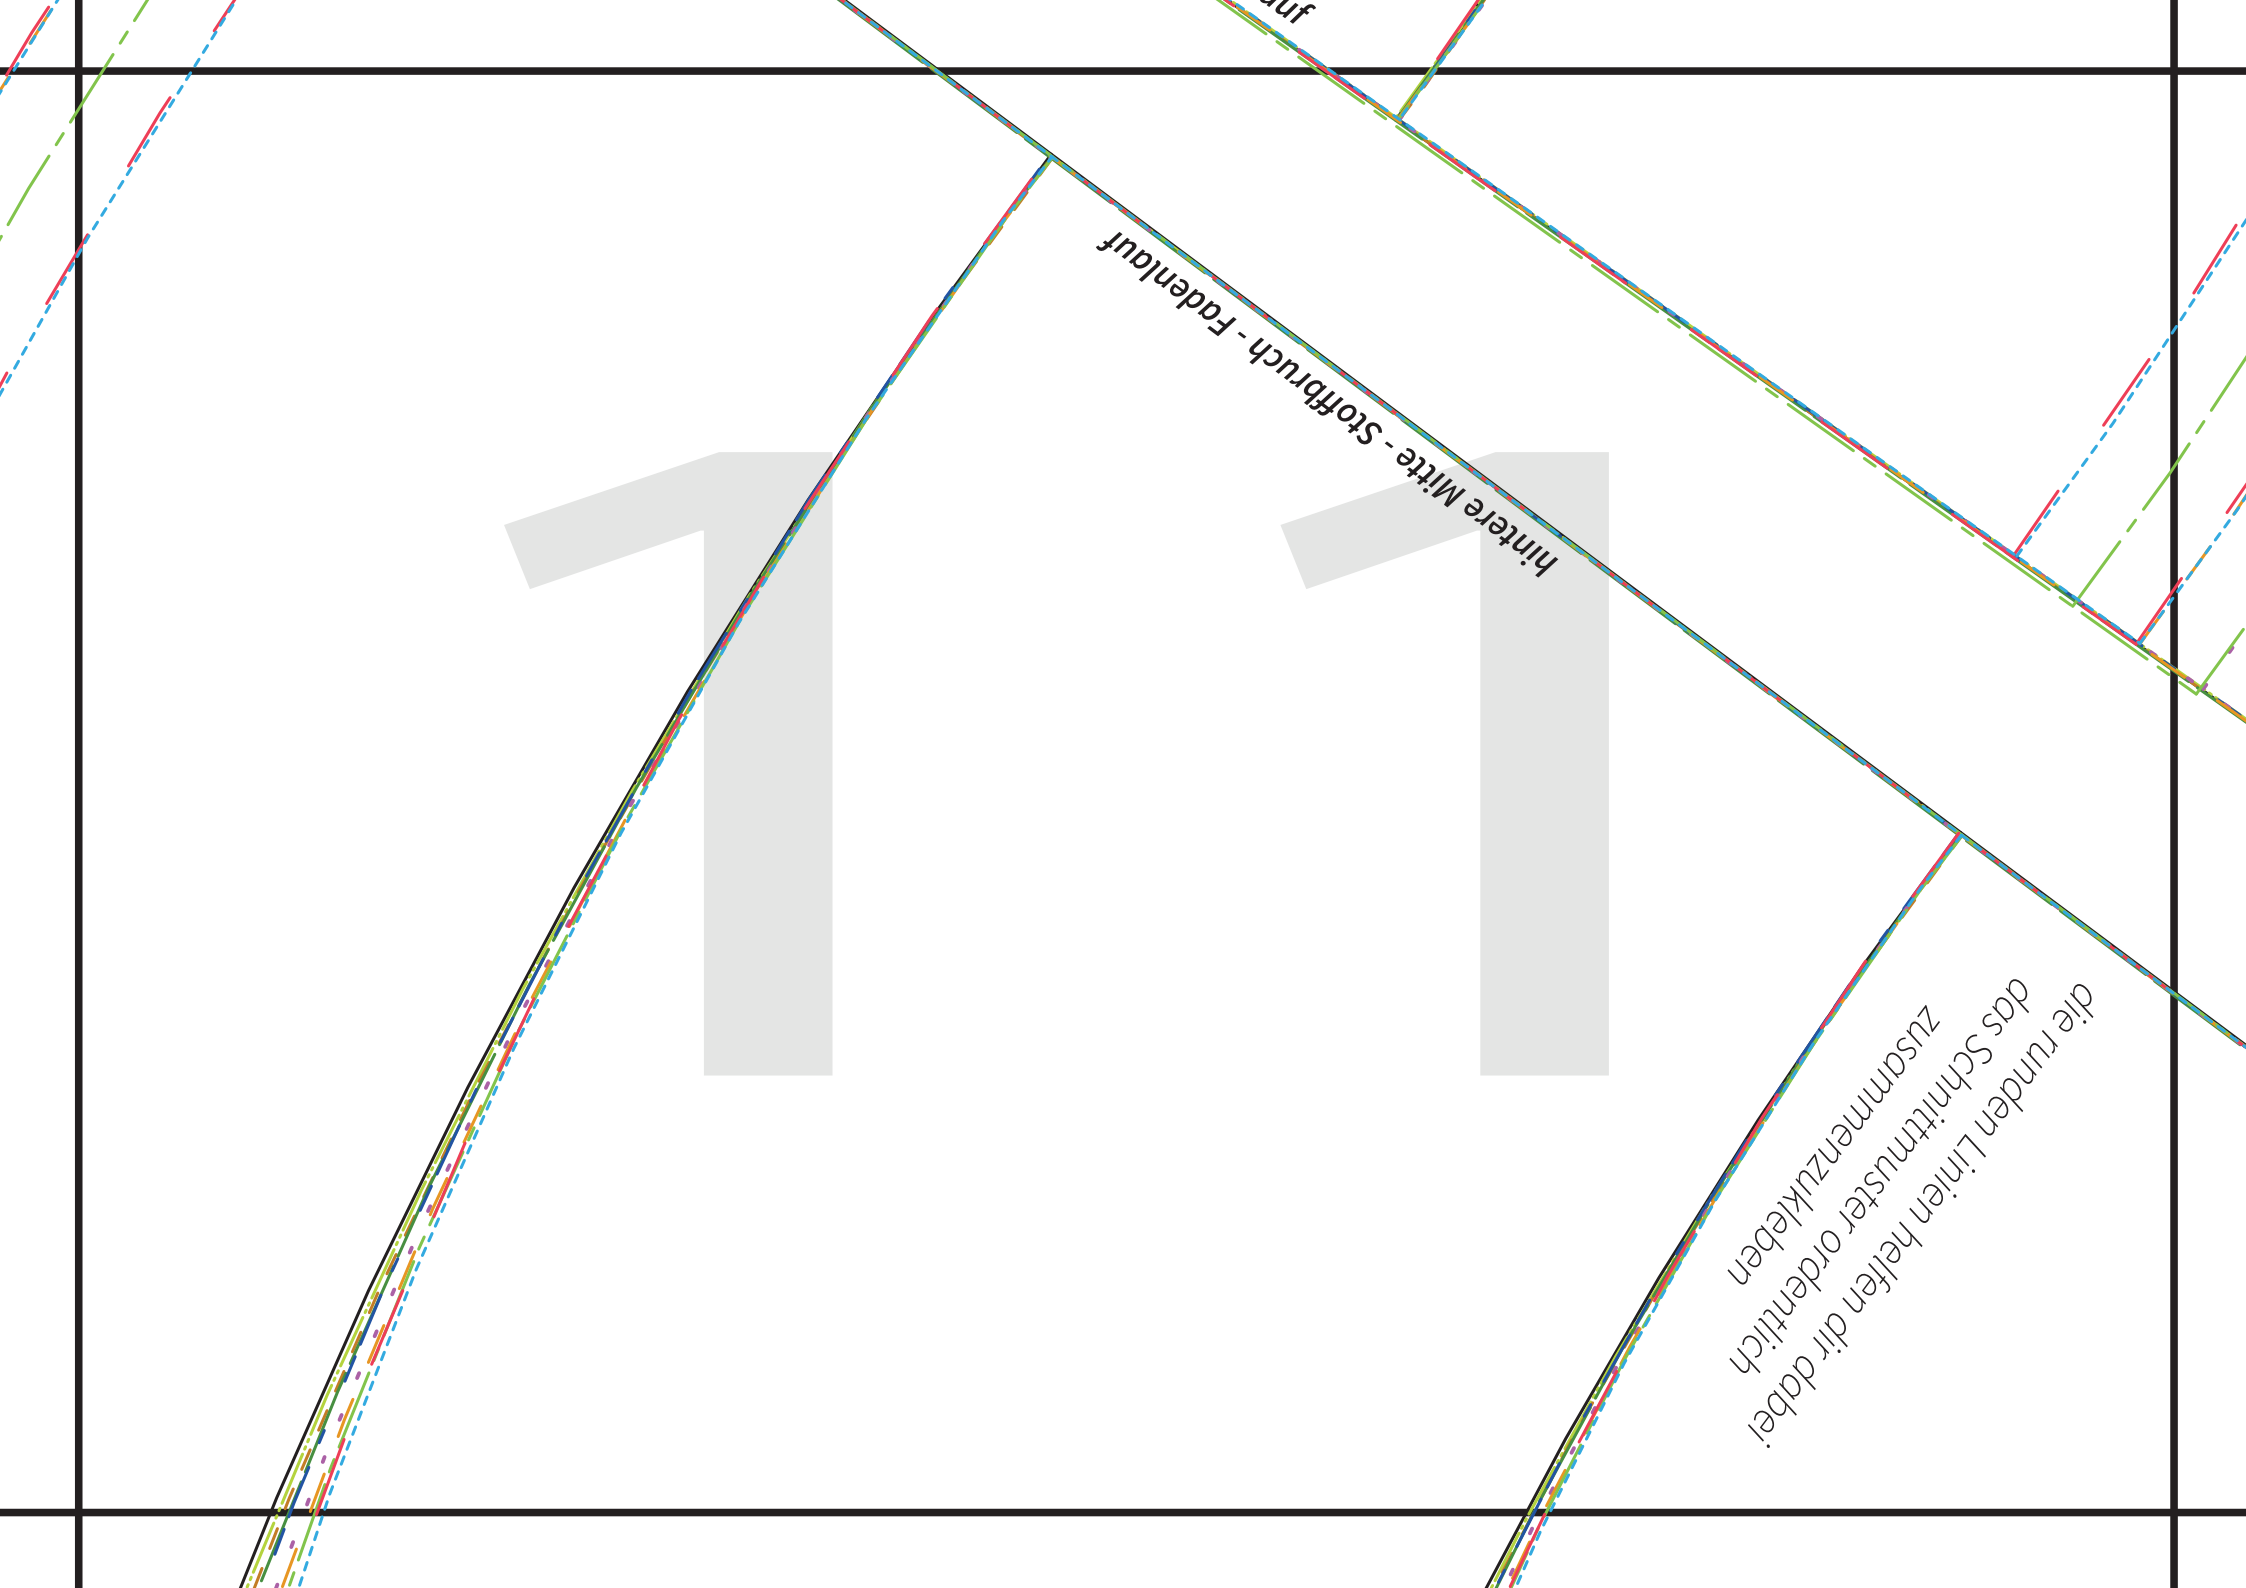 auf
hintere Mitte - Stoffbruch - Fadenlauf
11
die runden Linien helfen dir dabei
das Schnittmuster ordentlich
zusammenzukleben